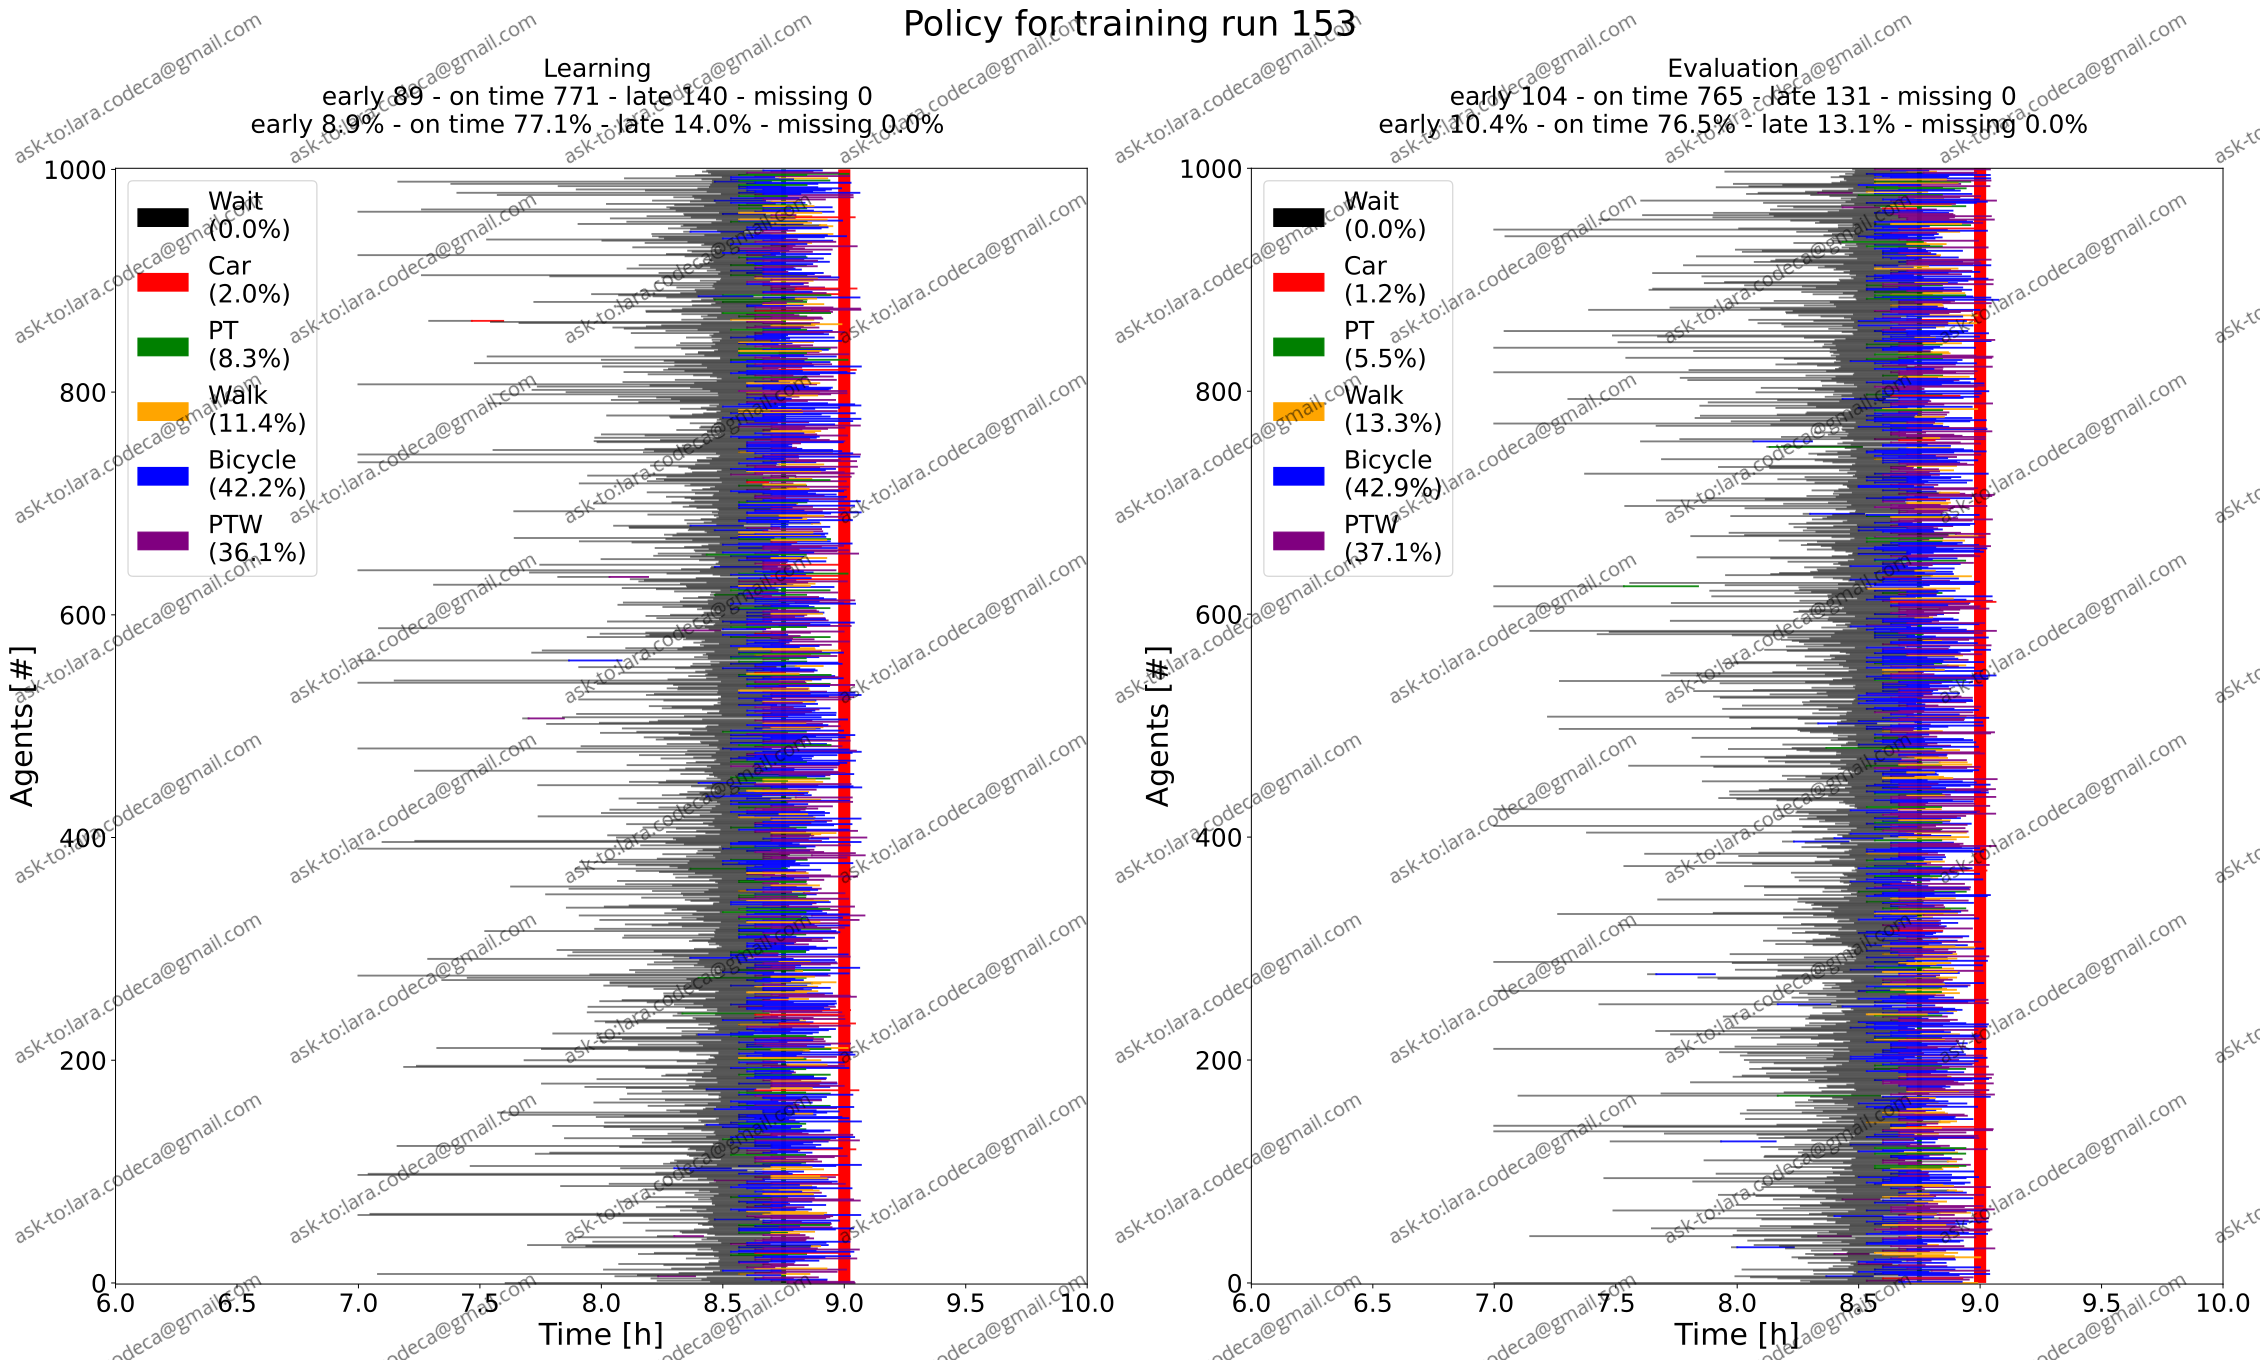 Policy for training run 153
Learning
early 89 - on time 771 - late 140 - missing 0
early 8.9% - on time 77.1% - late 14.0% - missing 0.0%
1000
800
600
400
200
0
Agents [#]
Wait
(0.0%)
Car
(2.0%)
PT
(8.3%)
Walk
(11.4%)
Bicycle
(42.2%)
PTW
(36.1%)
6.0 6.5 7.0 7.5 8.0 8.5 9.0 9.5 10.0
Time [h]
Evaluation
early 104 - on time 765 - late 131 - missing 0
early 10.4% - on time 76.5% - late 13.1% - missing 0.0%
1000
800
600
400
200
0
Agents [#]
Wait
(0.0%)
Car
(1.2%)
PT
(5.5%)
Walk
(13.3%)
Bicycle
(42.9%)
PTW
(37.1%)
6.0 6.5 7.0 7.5 8.0 8.5 9.0 9.5 10.0
Time [h]
ask-to:lara.codeca@gmail.com